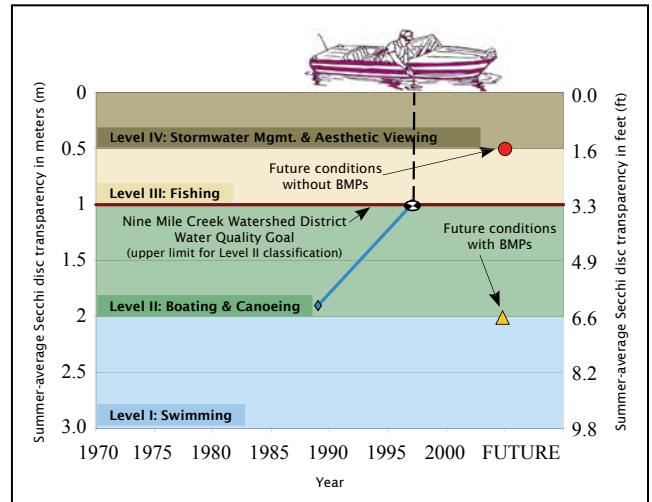 0
0.0
Level IV: Stormwater Mgmt. & Aesthetic Viewing
0.5
1.6
Future conditions
without BMPs
Level III: Fishing
1
3.3
Nine Mile Creek Watershed District
Water Quality Goal
(upper limit for Level II classification)
Future conditions
with BMPs
1.5
4.9
Level II: Boating & Canoeing
2
6.6
2.5
8.2
Level I: Swimming
3.0
9.8
1970 1975 1980 1985 1990 1995 2000 FUTURE
Year
Summer-average Secchi disc transparency in meters (m)
Summer-average Secchi disc transparency in feet (ft)